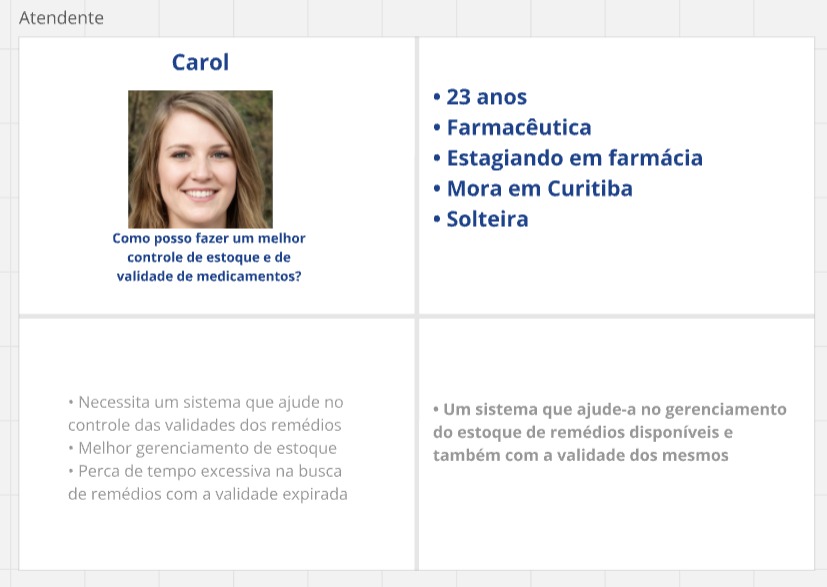 Atendente
Carol
Como posso fazer um melhor
controle de estoque e de
validade de medicamentos?
• 23 anos
• Farmacêutica
• Estagiando em farmácia
• Mora em Curitiba
• Solteira
• Necessita um sistema que ajude no
controle das validades dos remédios
• Melhor gerenciamento de estoque
• Perca de tempo excessiva na busca
de remédios com a validade expirada
• Um sistema que ajude-a no gerenciamento
do estoque de remédios disponíveis e
também com a validade dos mesmos